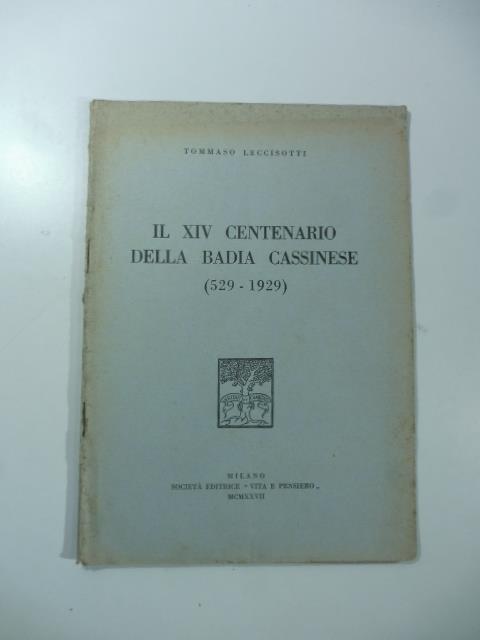 TOMMASO LECCISOTTI
IL XIV CENTENARIO
DELLA BADIA CASSINESE
(529 - 1929)
MILANO
SOCIETÀ EDITRICE “VITA E PENSIERO„
MCMXXVII